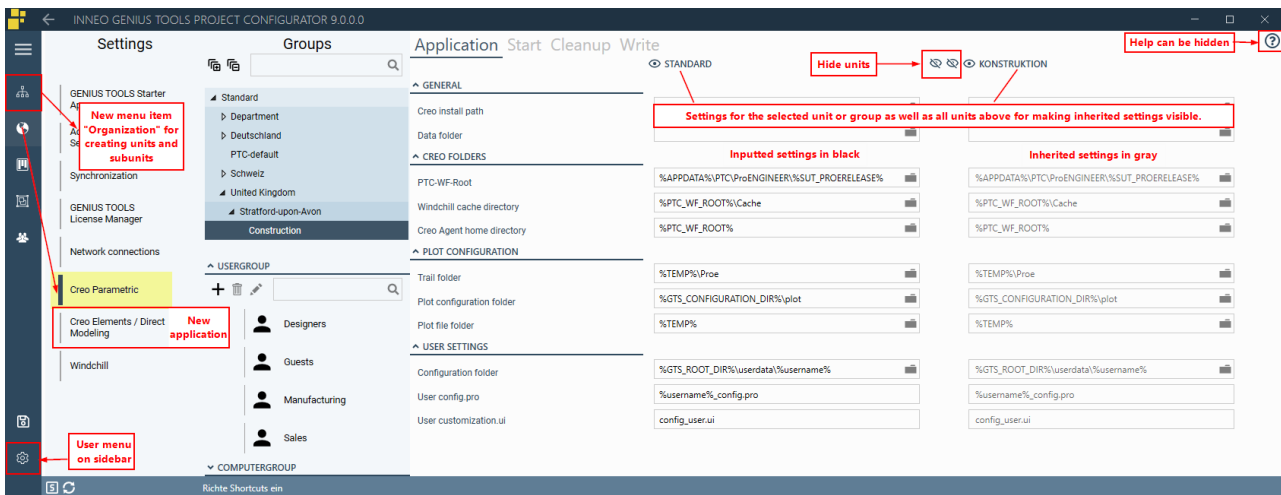 INNEO GENIUS TOOLS PROJECT CONFIGURATOR 9.0.0.0
Settings
GENIUS TOOLS Starter
New menu item
"Organization" for
creating units and
subunits
Synchronization
GENIUS TOOLS
License Manager
Network connections
Creo Parametric
Creo Elements / Direct
Modeling
New
application
Windchill
User menu
on sidebar
Groups
Standard
Department
Deutschland
PTC-default
Schweiz
United Kingdom
Stratford-upon-Avon
Construction
USERGROUP
Designers
Guests
Manufacturing
Sales
COMPUTERGROUP
Application Start Cleanup Write
Help can be hidden
STANDARD
Hide units
KONSTRUKTION
GENERAL
Creo install path
Settings for the selected unit or group as well as all units above for making inherited settings visible.
Data folder
CREO FOLDERS
Inputted settings in black
Inherited settings in gray
PTC-WF-Root
%APPDATA%\PTC\ProENGINEER\%SUT_PROERELEASE%
%APPDATA%\PTC\ProENGINEER\%SUT_PROERELEASE%
Windchill cache directory
%PTC_WF_ROOT%\Cache
%PTC_WF_ROOT%\Cache
Creo Agent home directory
%PTC_WF_ROOT%
%PTC_WF_ROOT%
PLOT CONFIGURATION
Trail folder
%TEMP%\Proe
%TEMP%\Proe
Plot configuration folder
%GTS_CONFIGURATION_DIR%\plot
%GTS_CONFIGURATION_DIR%\plot
Plot file folder
%TEMP%
%TEMP%
USER SETTINGS
Configuration folder
%GTS_ROOT_DIR%\userdata\%username%
%GTS_ROOT_DIR%\userdata\%username%
User config.pro
%username%_config.pro
%username%_config.pro
User customization.ui
config_user.ui
config_user.ui
Richte Shortcuts ein